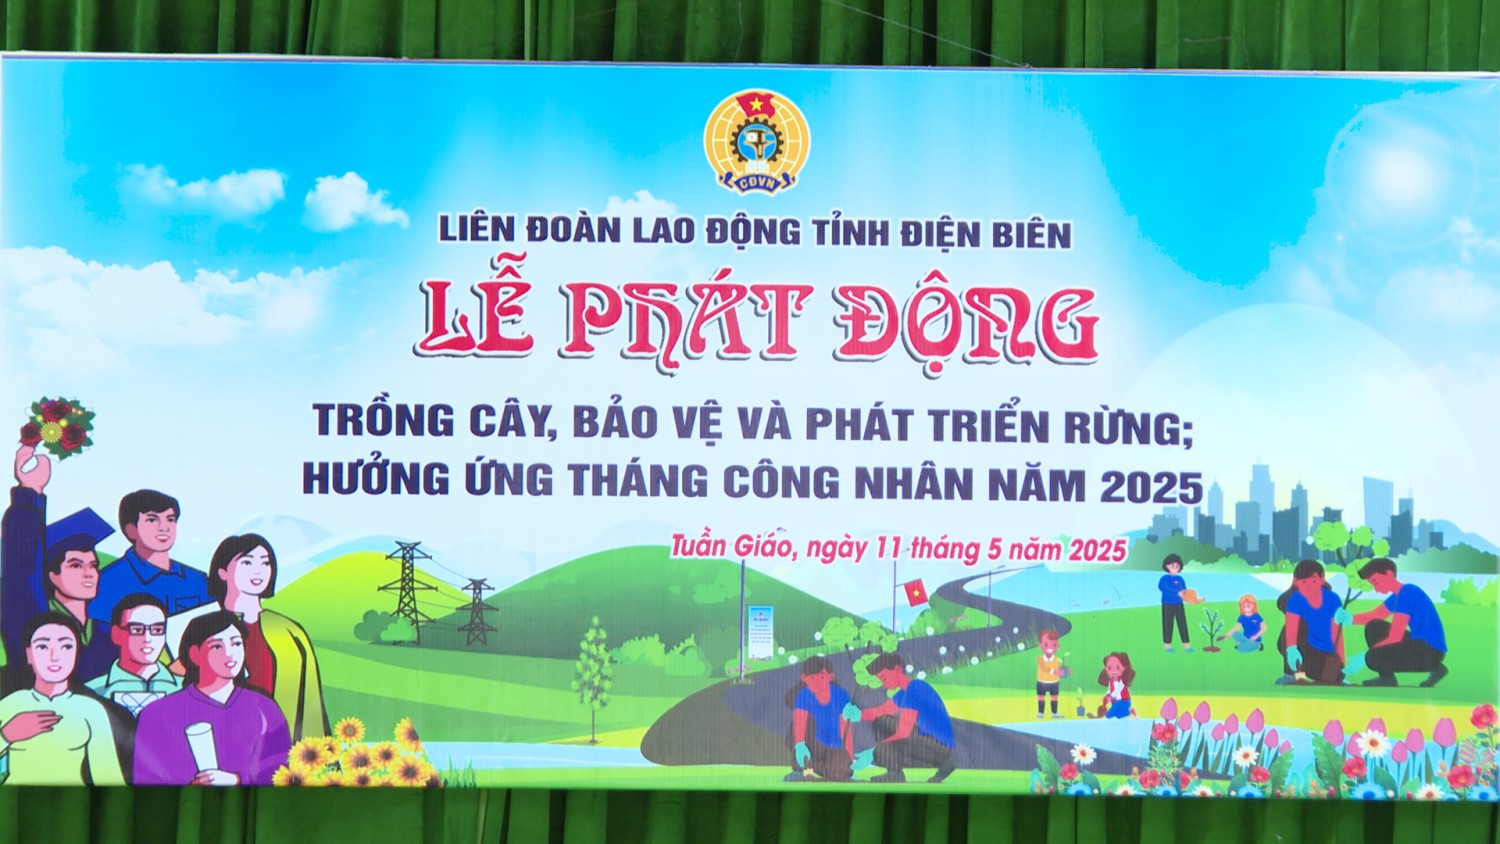 CĐVN
LIÊN ĐOÀN LAO ĐỘNG TỈNH ĐIỆN BIÊN
LỄ PHÁT ĐỘNG
TRỒNG CÂY, BẢO VỆ VÀ PHÁT TRIỂN RỪNG;
HƯỞNG ỨNG THÁNG CÔNG NHÂN NĂM 2025
Tuần Giáo, ngày 11 tháng 5 năm 2025